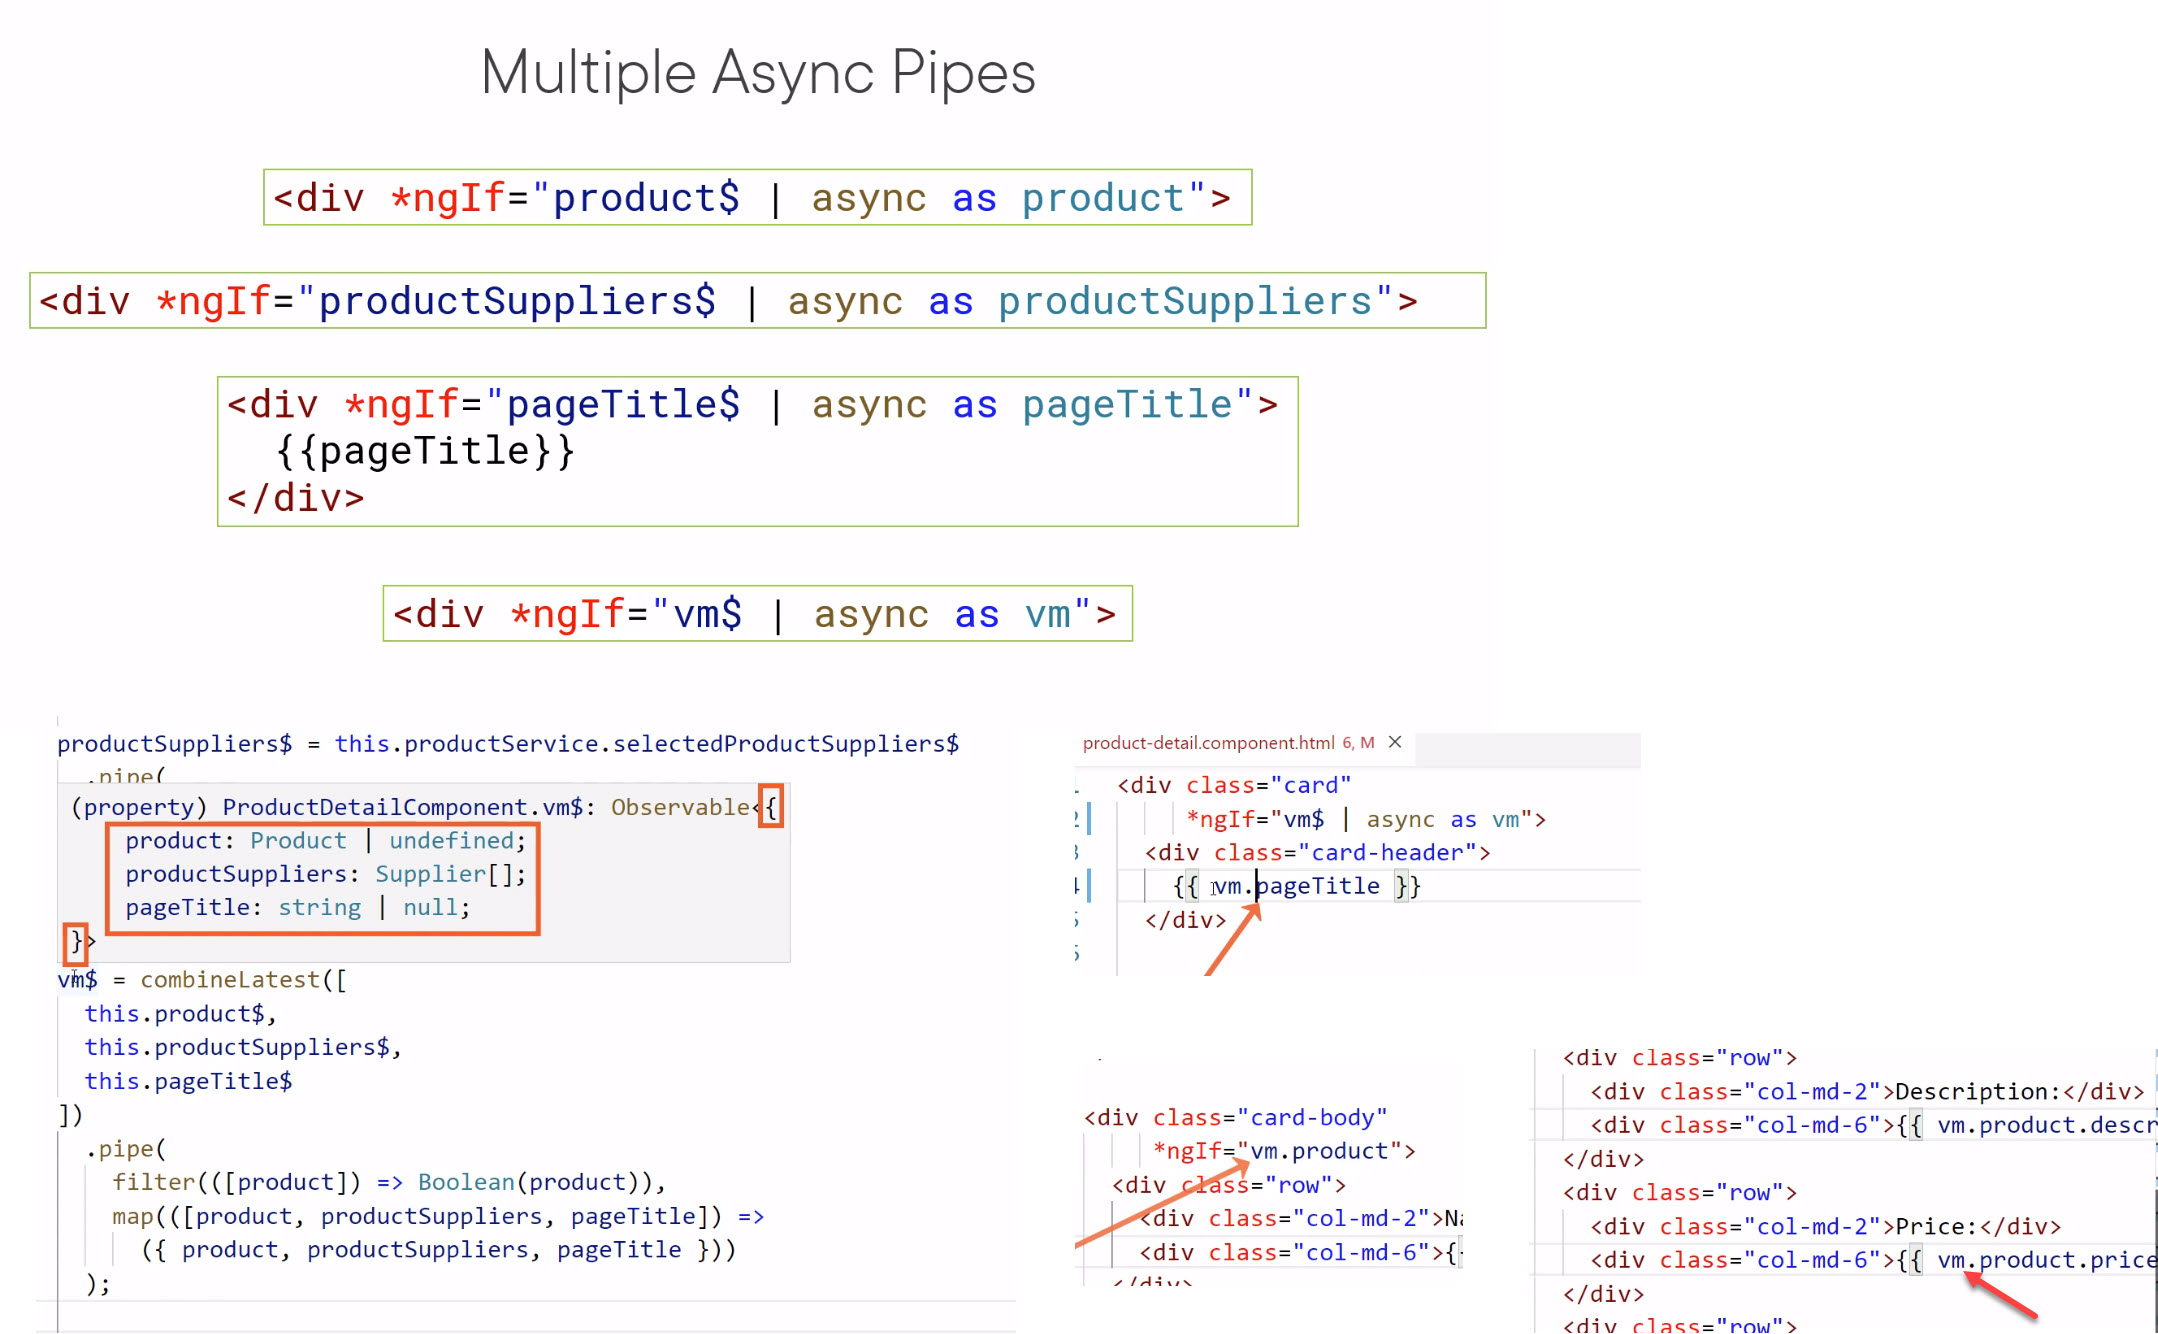 Multiple Async Pipes
<div *ngIf="product$ | async as product">
<div *ngIf="productSuppliers$ | async as productSuppliers">
<div *ngIf="pageTitle$ | async as pageTitle">
{{pageTitle}}
</div>
<div *ngIf="vm$ | async as vm">
productSuppliers$ = this.productService.selectedProductSuppliers$
.pipe(
(property) ProductDetailComponent.vm$: Observable<{
product: Product | undefined;
productSuppliers: Supplier[];
pageTitle: string | null;
}>
vm$ = combineLatest([
this.product$,
this.productSuppliers$,
this.pageTitle$
])
.pipe(
filter(([product]) => Boolean(product)),
map(([product, productSuppliers, pageTitle]) =>
({ product, productSuppliers, pageTitle }))
);
product-detail.component.html 6, M ×
<div class="card"
*ngIf="vm$ | async as vm">
<div class="card-header">
{{ vm.pageTitle }}
</div>
<div class="card-body"
*ngIf="vm.product">
<div class="row">
<div class="col-md-2">
<div class="col-md-6">{
</div>
<div class="row">
<div class="col-md-2">Description:</div>
<div class="col-md-6">{{ vm.product.descr
</div>
<div class="row">
<div class="col-md-2">Price:</div>
<div class="col-md-6">{{ vm.product.price
</div>
<div class="row">